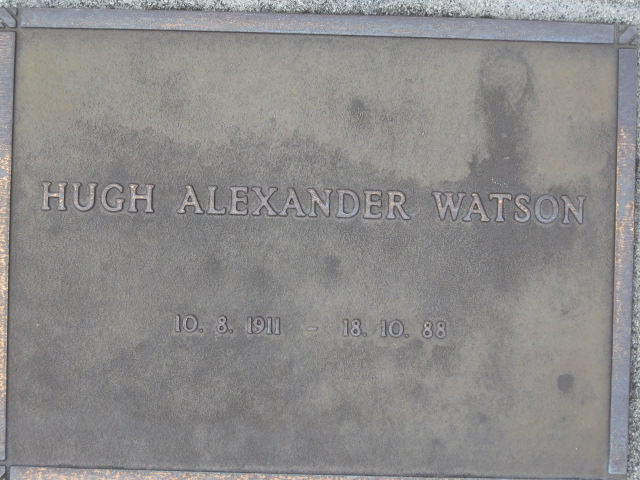 HUGH ALEXANDER WATSON
10. 8. 1911 - 18. 10. 88